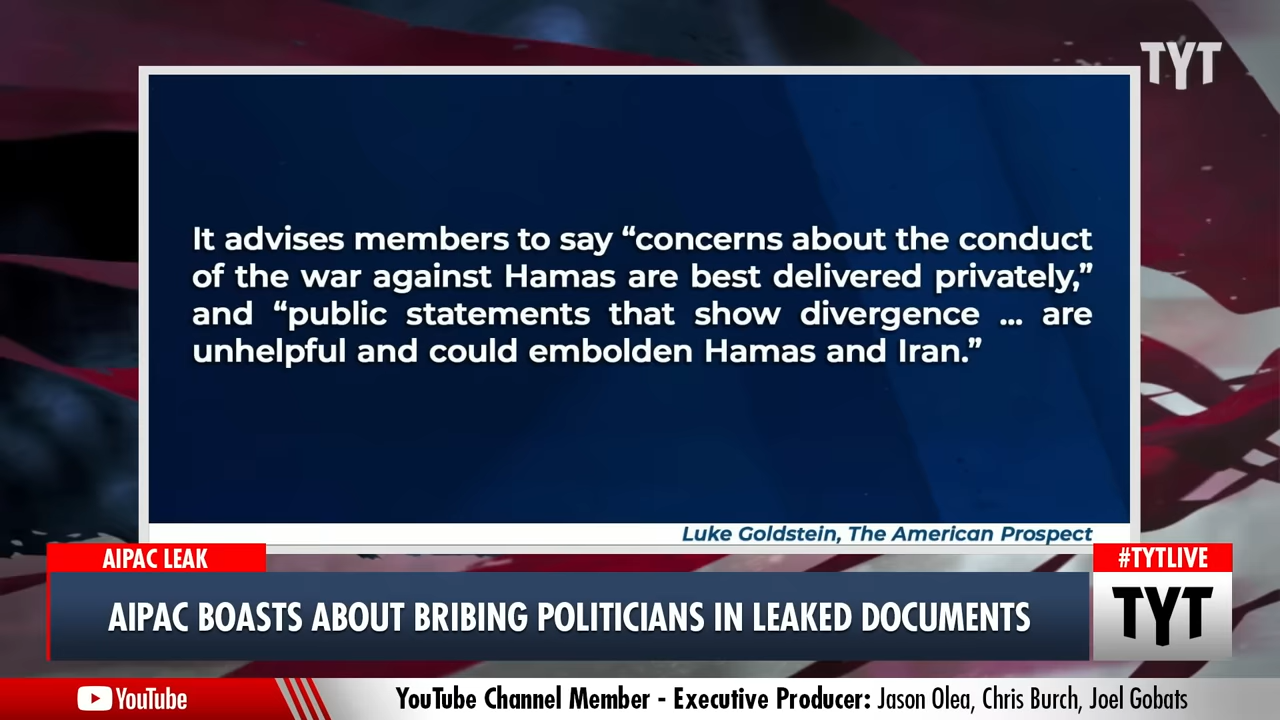 TYT
It advises members to say “concerns about the conduct
of the war against Hamas are best delivered privately,”
and “public statements that show divergence ... are
unhelpful and could embolden Hamas and Iran.”
Luke Goldstein, The American Prospect
AIPAC LEAK
#TYTLIVE
AIPAC BOASTS ABOUT BRIBING POLITICIANS IN LEAKED DOCUMENTS
TYT
YouTube
YouTube Channel Member - Executive Producer: Jason Olea, Chris Burch, Joel Gobats